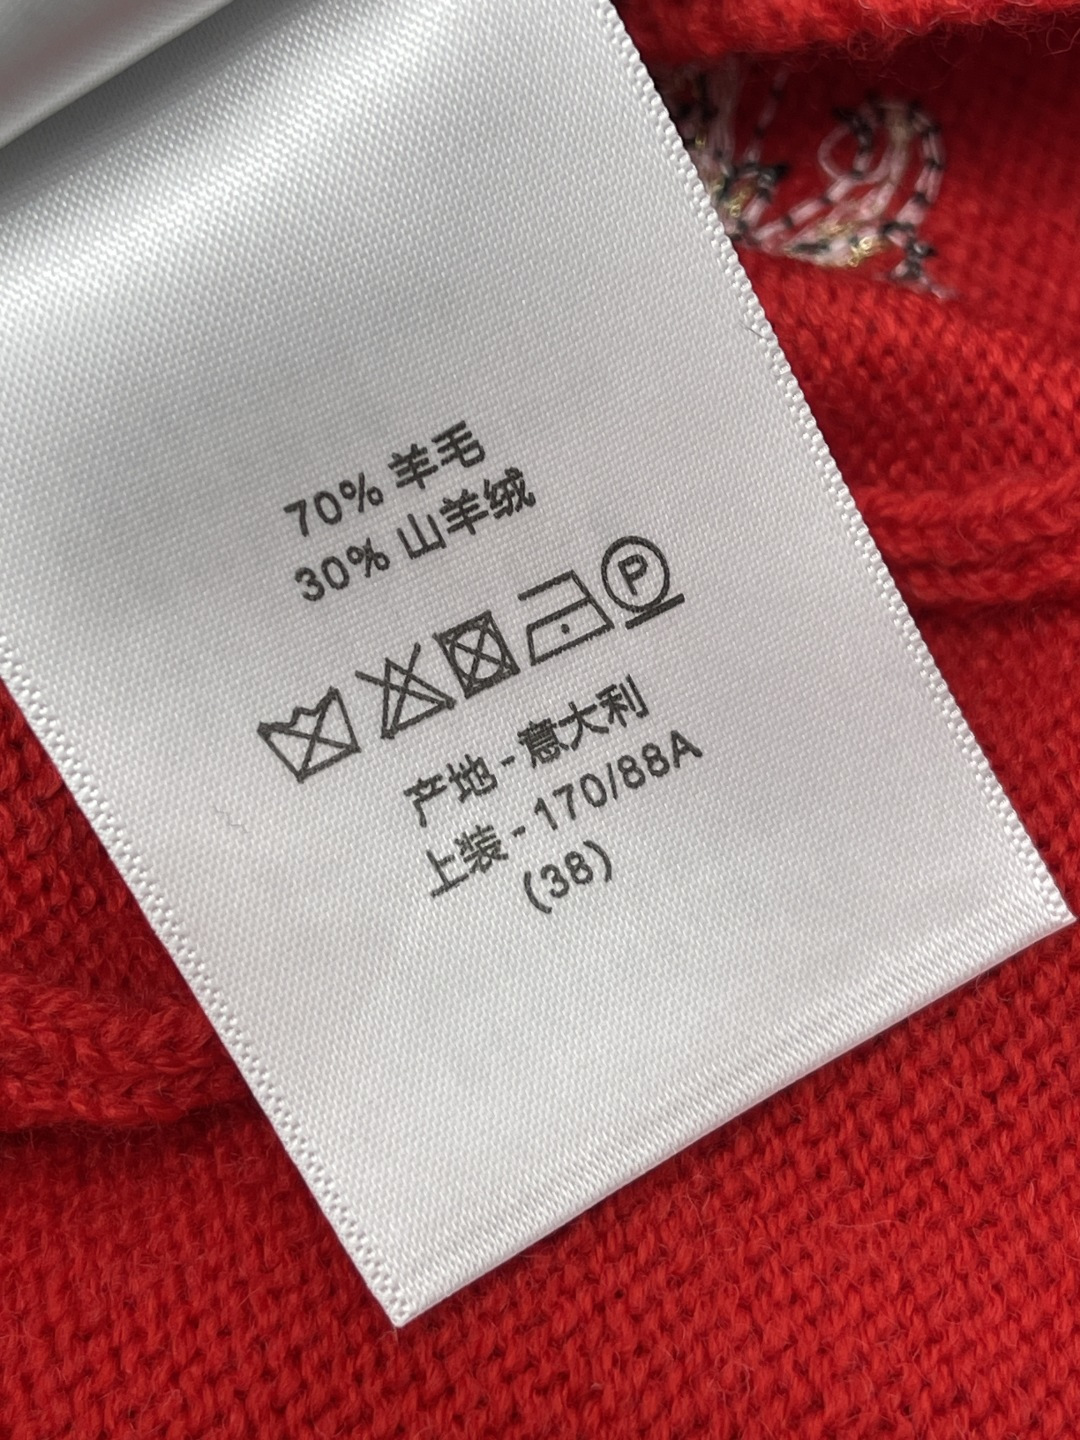 70% 羊毛
30% 山羊绒
P
产地 - 意大利
上装 - 170/88A
(38)